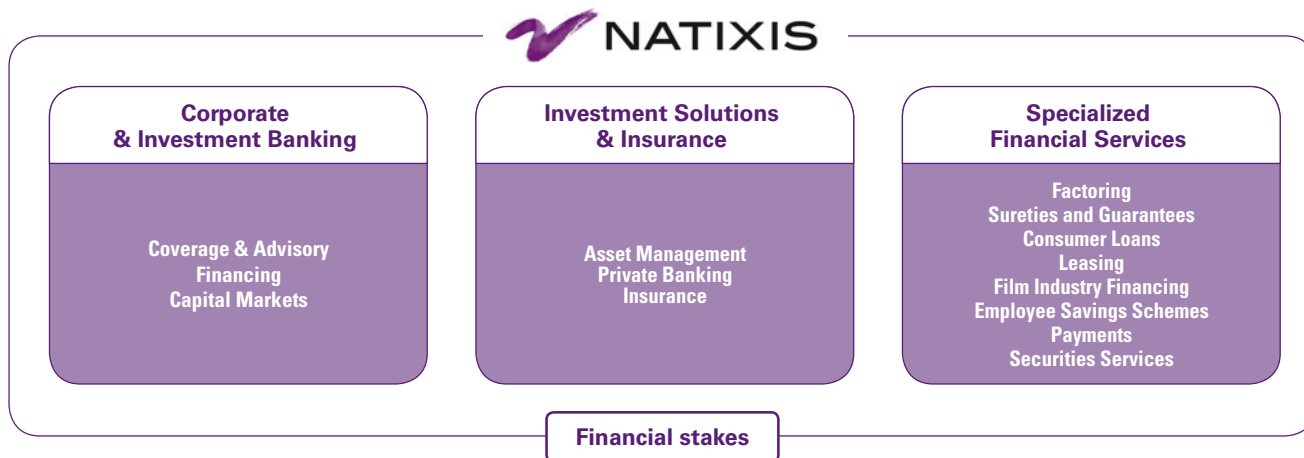 NATIXIS
Corporate
& Investment Banking
Coverage & Advisory
Financing
Capital Markets
Investment Solutions
& Insurance
Asset Management
Private Banking
Insurance
Specialized
Financial Services
Factoring
Sureties and Guarantees
Consumer Loans
Leasing
Film Industry Financing
Employee Savings Schemes
Payments
Securities Services
Financial stakes